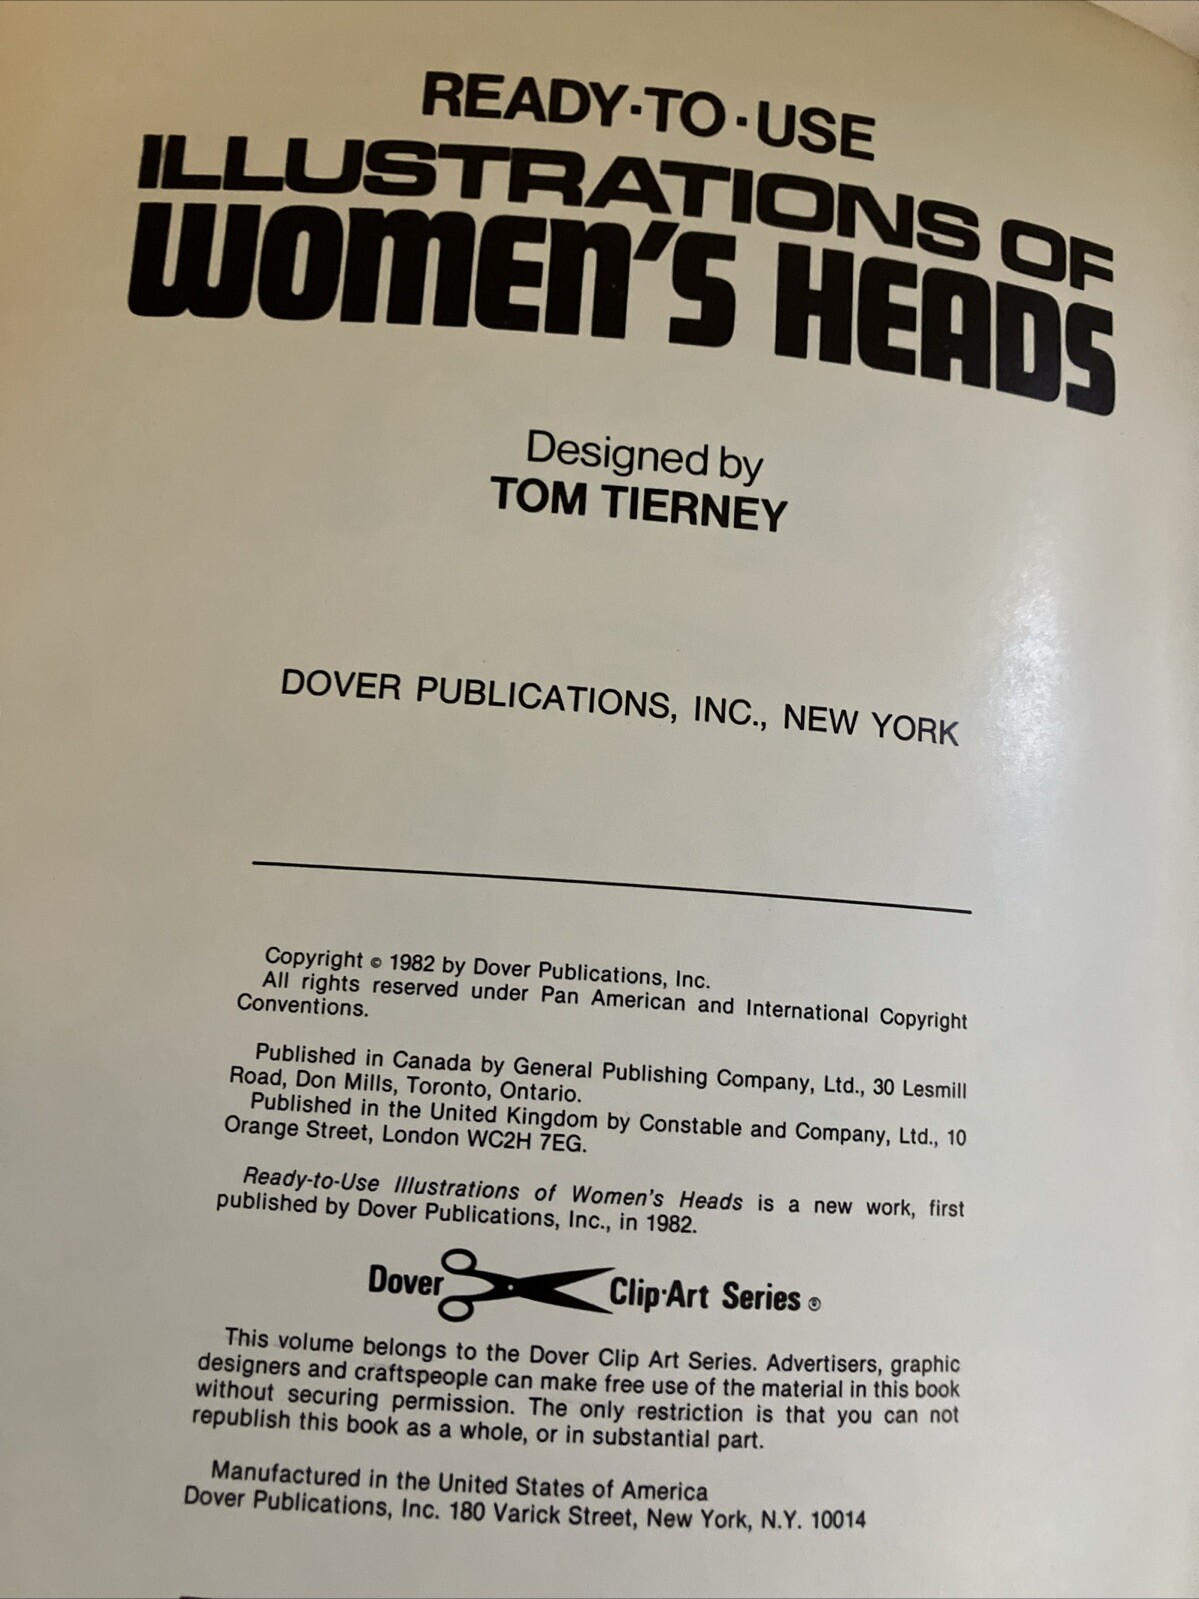 READY·TO·USE
ILLUSTRATIONS OF
WOMEN'S HEADS
Designed by
TOM TIERNEY
DOVER PUBLICATIONS, INC., NEW YORK
Copyright © 1982 by Dover Publications, Inc.
All rights reserved under Pan American and International Copyright
Conventions.
Published in Canada by General Publishing Company, Ltd., 30 Lesmill
Road, Don Mills, Toronto, Ontario.
Published in the United Kingdom by Constable and Company, Ltd., 10
Orange Street, London WC2H 7EG.
Ready-to-Use Illustrations of Women's Heads is a new work, first
published by Dover Publications, Inc., in 1982.
Dover Clip·Art Series ®
This volume belongs to the Dover Clip Art Series. Advertisers, graphic
designers and craftspeople can make free use of the material in this book
without securing permission. The only restriction is that you can not
republish this book as a whole, or in substantial part.
Manufactured in the United States of America
Dover Publications, Inc. 180 Varick Street, New York, N.Y. 10014